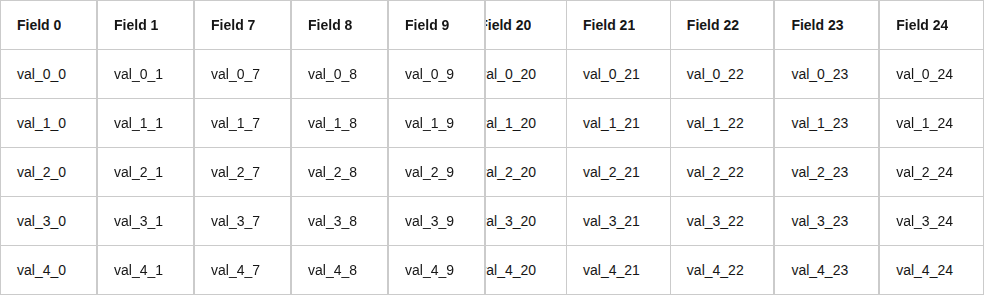 Field 0 Field 1 Field 7 Field 8 Field 9 ield 20 Field 21 Field 22 Field 23 Field 24
val_0_0 val_0_1 val_0_7 val_0_8 val_0_9 al_0_20 val_0_21 val_0_22 val_0_23 val_0_24
val_1_0 val_1_1 val_1_7 val_1_8 val_1_9 al_1_20 val_1_21 val_1_22 val_1_23 val_1_24
val_2_0 val_2_1 val_2_7 val_2_8 val_2_9 al_2_20 val_2_21 val_2_22 val_2_23 val_2_24
val_3_0 val_3_1 val_3_7 val_3_8 val_3_9 al_3_20 val_3_21 val_3_22 val_3_23 val_3_24
val_4_0 val_4_1 val_4_7 val_4_8 val_4_9 al_4_20 val_4_21 val_4_22 val_4_23 val_4_24